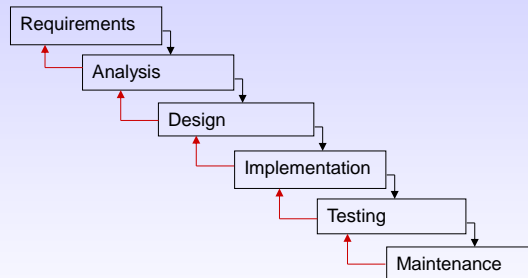 Requirements
Analysis
Design
Implementation
Testing
Maintenance